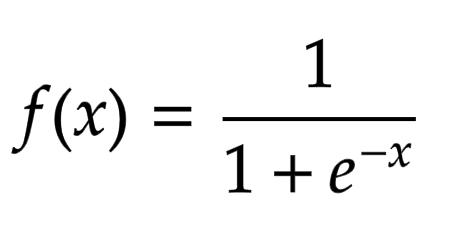 f(x) = 1 / (1 + e^{-x})